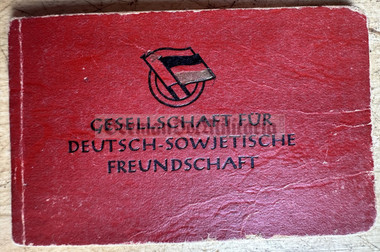 GESELLSCHAFT FÜR
DEUTSCH-SOWJETISCHE
FREUNDSCHAFT